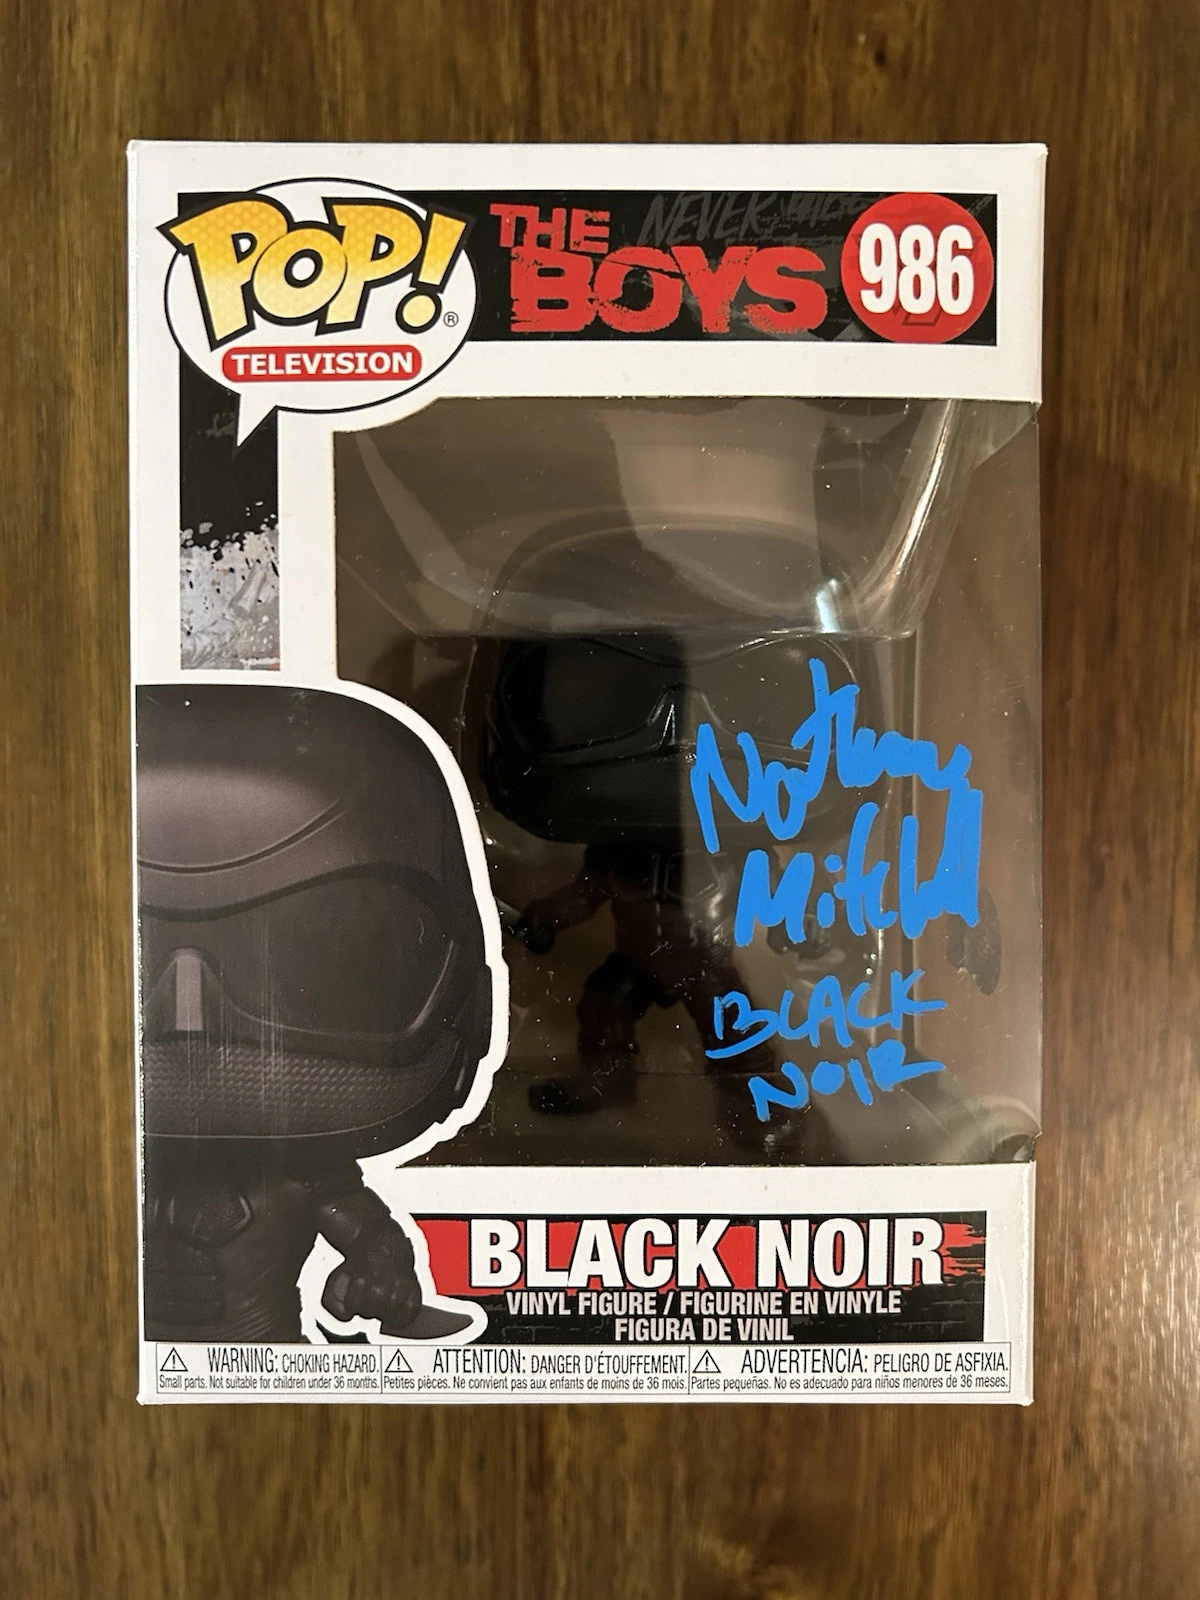 POP!®
TELEVISION
THE
BOYS
NEVER
986
Nathan
Mitchell
BLACK
NOIR
BLACK NOIR
VINYL FIGURE / FIGURINE EN VINYLE
FIGURA DE VINIL
WARNING: CHOKING HAZARD.
Small parts. Not suitable for children under 36 months.
ATTENTION: DANGER D'ÉTOUFFEMENT.
Petites pièces. Ne convient pas aux enfants de moins de 36 mois.
ADVERTENCIA: PELIGRO DE ASFIXIA.
Partes pequeñas. No es adecuado para niños menores de 36 meses.